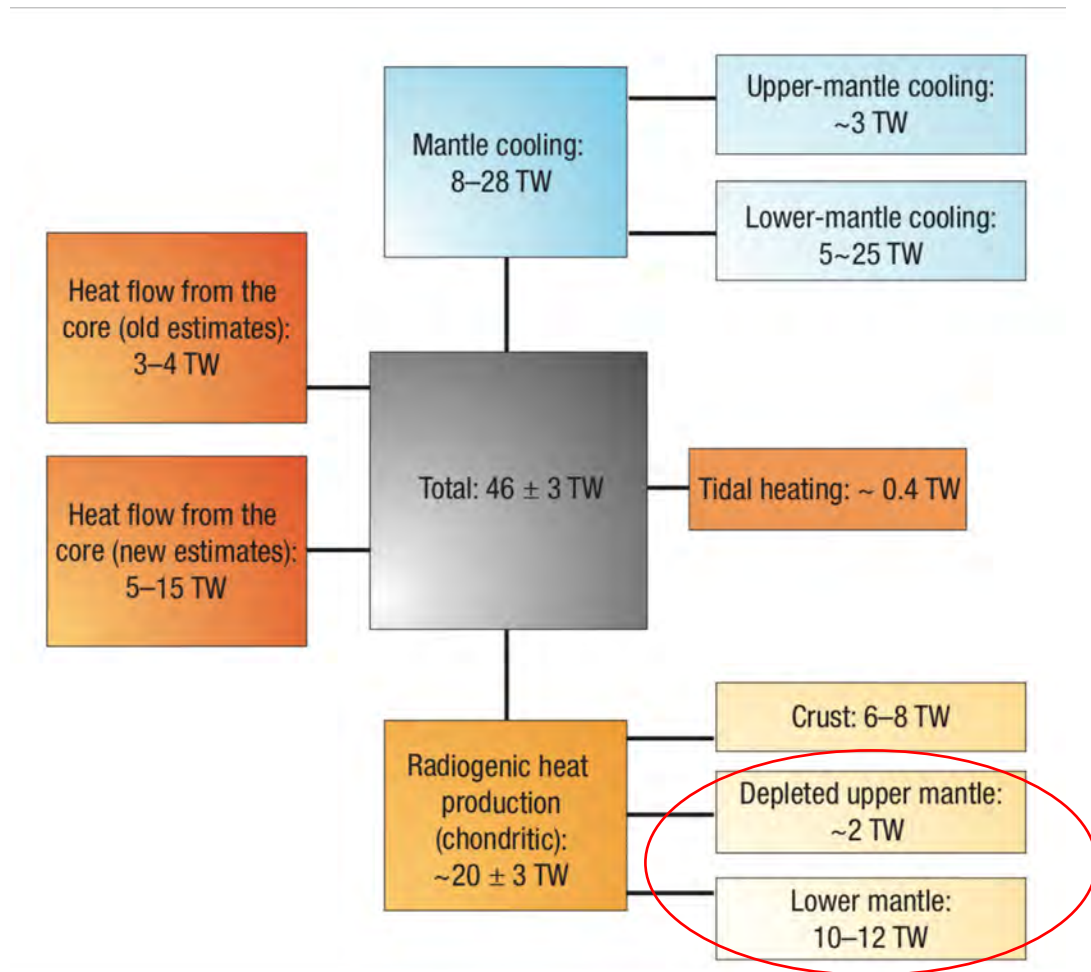 Mantle cooling:
8–28 TW
Upper-mantle cooling:
~3 TW
Lower-mantle cooling:
5~25 TW
Heat flow from the
core (old estimates):
3–4 TW
Heat flow from the
core (new estimates):
5–15 TW
Total: 46 ± 3 TW
Tidal heating: ~ 0.4 TW
Radiogenic heat
production
(chondritic):
~20 ± 3 TW
Crust: 6–8 TW
Depleted upper mantle:
~2 TW
Lower mantle:
10–12 TW